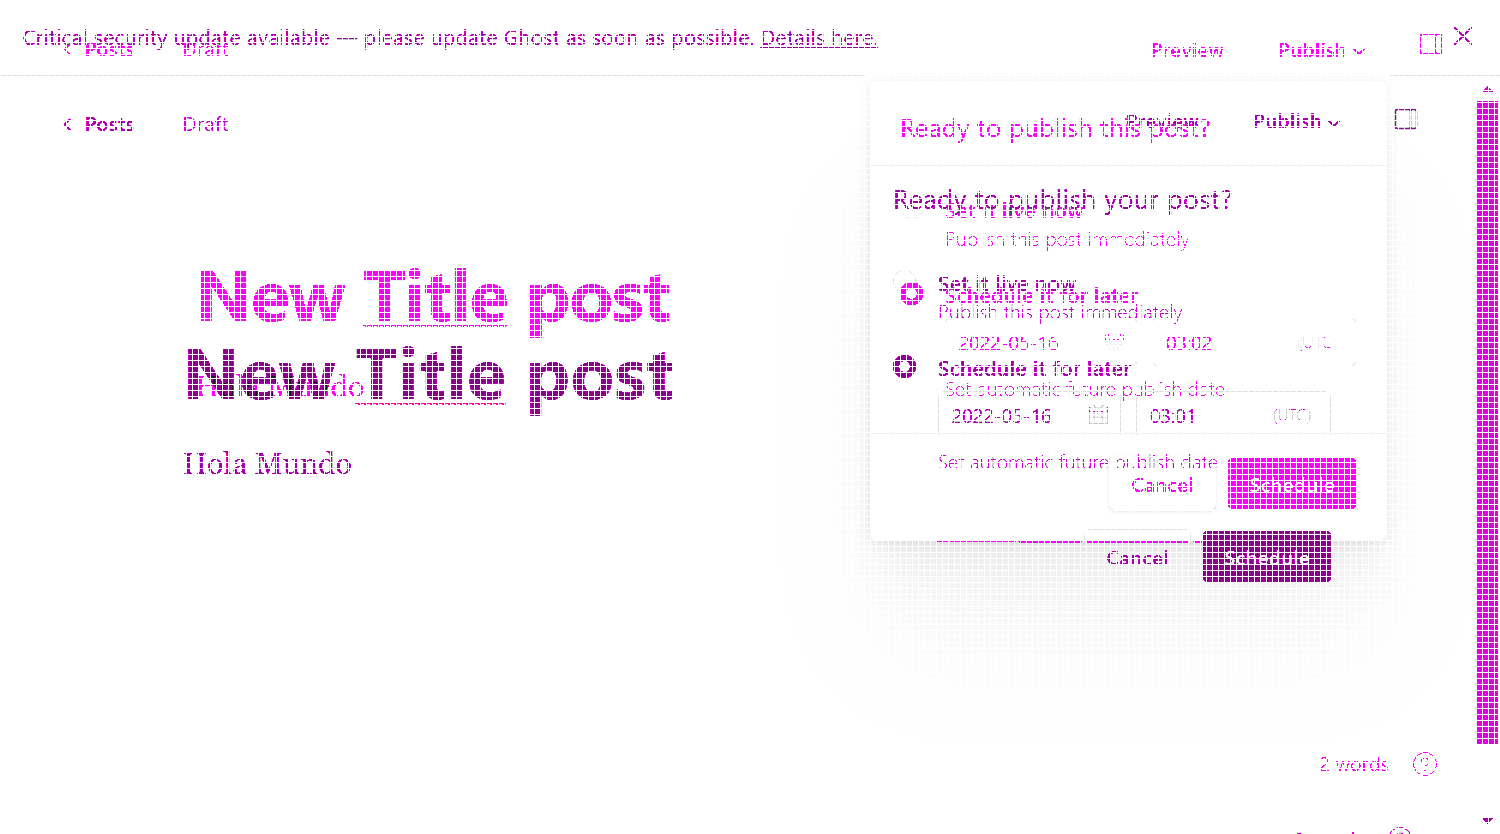 Critical security update available — please update Ghost as soon as possible. Details here.
Posts Draft Preview Publish
Posts Draft Preview Publish
Ready to publish this post?
Ready to publish your post?
Set it live now
Publish this post immediately
Set it live now
Schedule it for later
Publish this post immediately
2022-05-16 03:02 (UTC)
Schedule it for later
Set automatic future publish date
2022-05-16 03:01 (UTC)
Set automatic future publish date
Cancel Schedule
Cancel Schedule
New Title post
New Title post
Hola Mundo
Hola Mundo
2 words ?